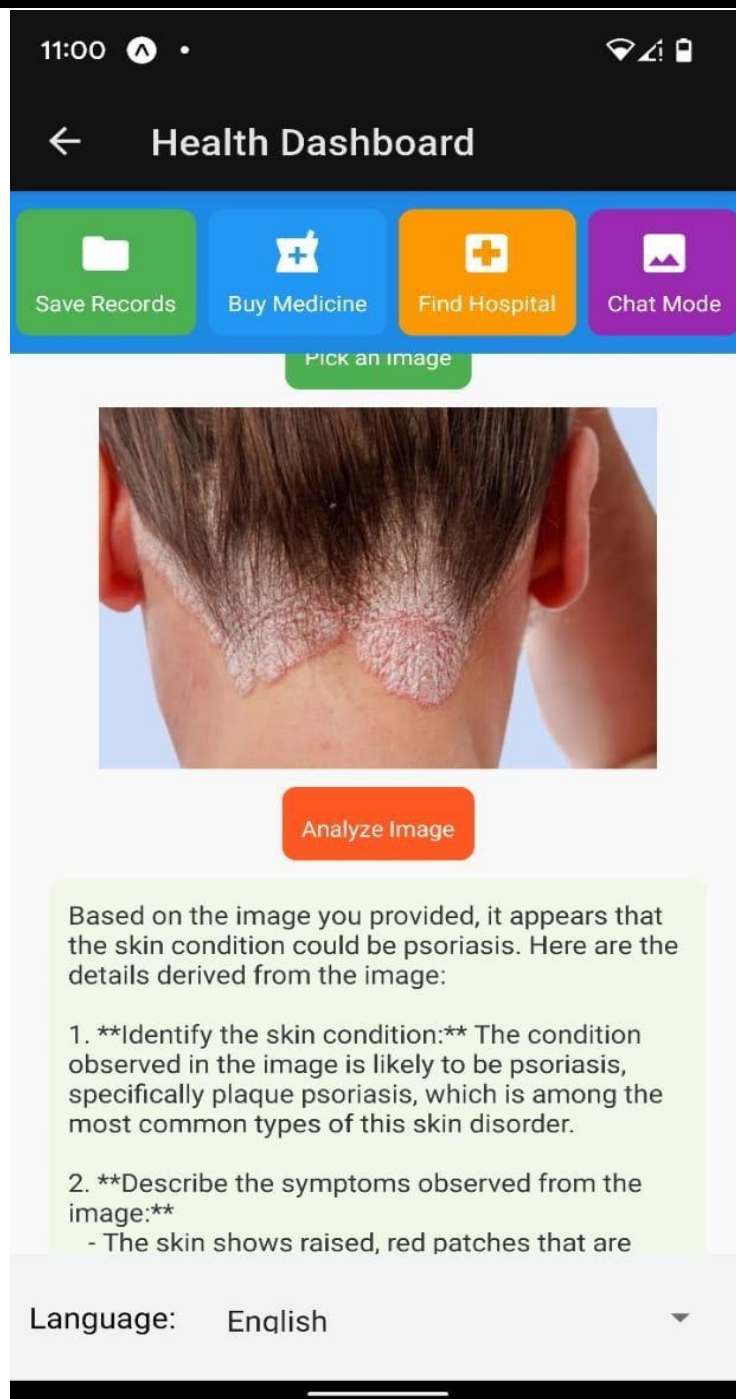 11:00
Health Dashboard
Save Records
Buy Medicine
Find Hospital
Chat Mode
Pick an Image
Analyze Image
Based on the image you provided, it appears that
the skin condition could be psoriasis. Here are the
details derived from the image:
1. **Identify the skin condition:** The condition
observed in the image is likely to be psoriasis,
specifically plaque psoriasis, which is among the
most common types of this skin disorder.
2. **Describe the symptoms observed from the
image:**
- The skin shows raised, red patches that are
Language:
English